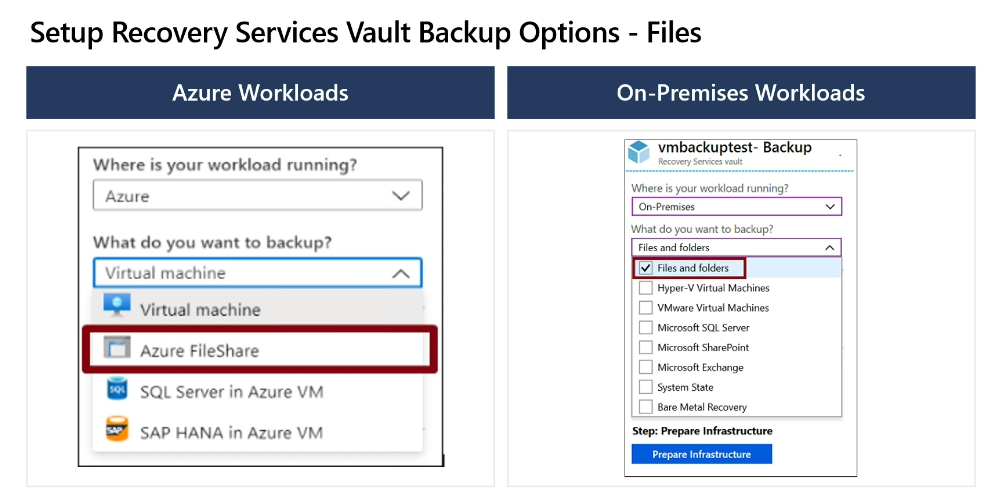 Setup Recovery Services Vault Backup Options - Files
Azure Workloads
Where is your workload running?
Azure
What do you want to backup?
Virtual machine
Virtual machine
Azure FileShare
SQL
SQL Server in Azure VM
SAP
SAP HANA in Azure VM
On-Premises Workloads
vmbackuptest- Backup
Recovery Services vault
Where is your workload running?
On-Premises
What do you want to backup?
Files and folders
Files and folders
Hyper-V Virtual Machines
VMware Virtual Machines
Microsoft SQL Server
Microsoft SharePoint
Microsoft Exchange
System State
Bare Metal Recovery
Step: Prepare Infrastructure
Prepare Infrastructure